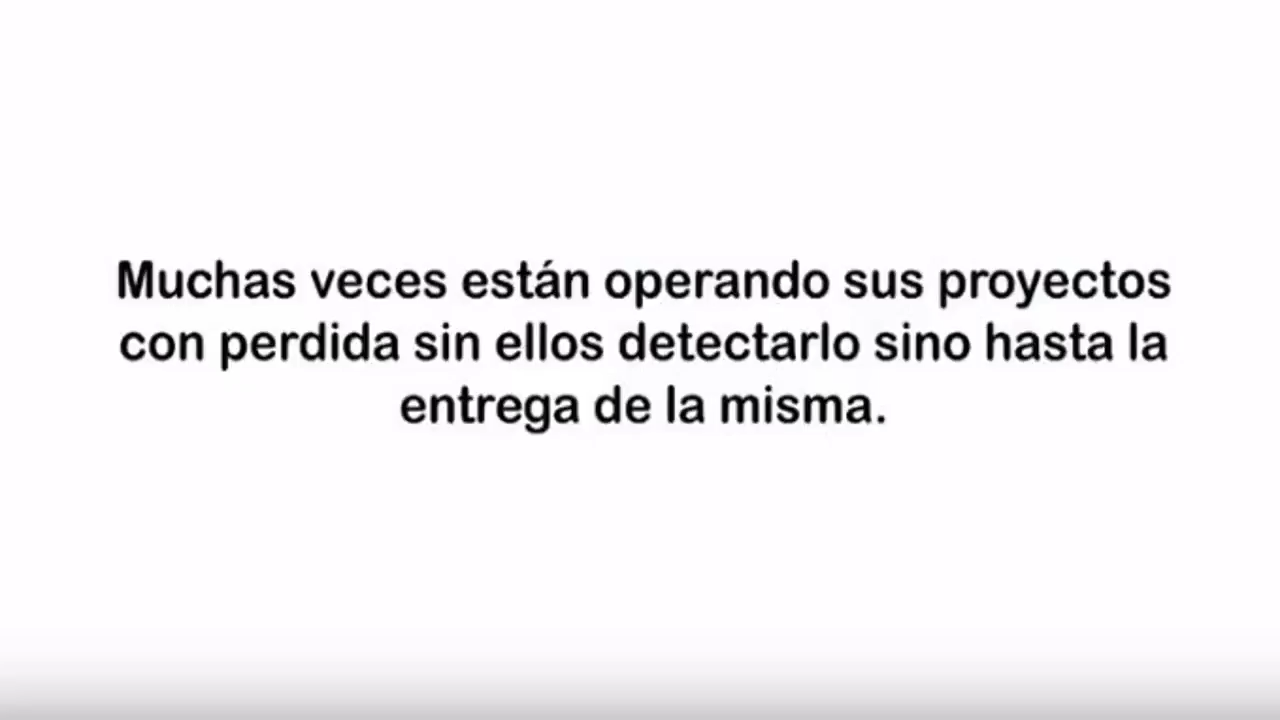 Muchas veces están operando sus proyectos
con perdida sin ellos detectarlo sino hasta la
entrega de la misma.